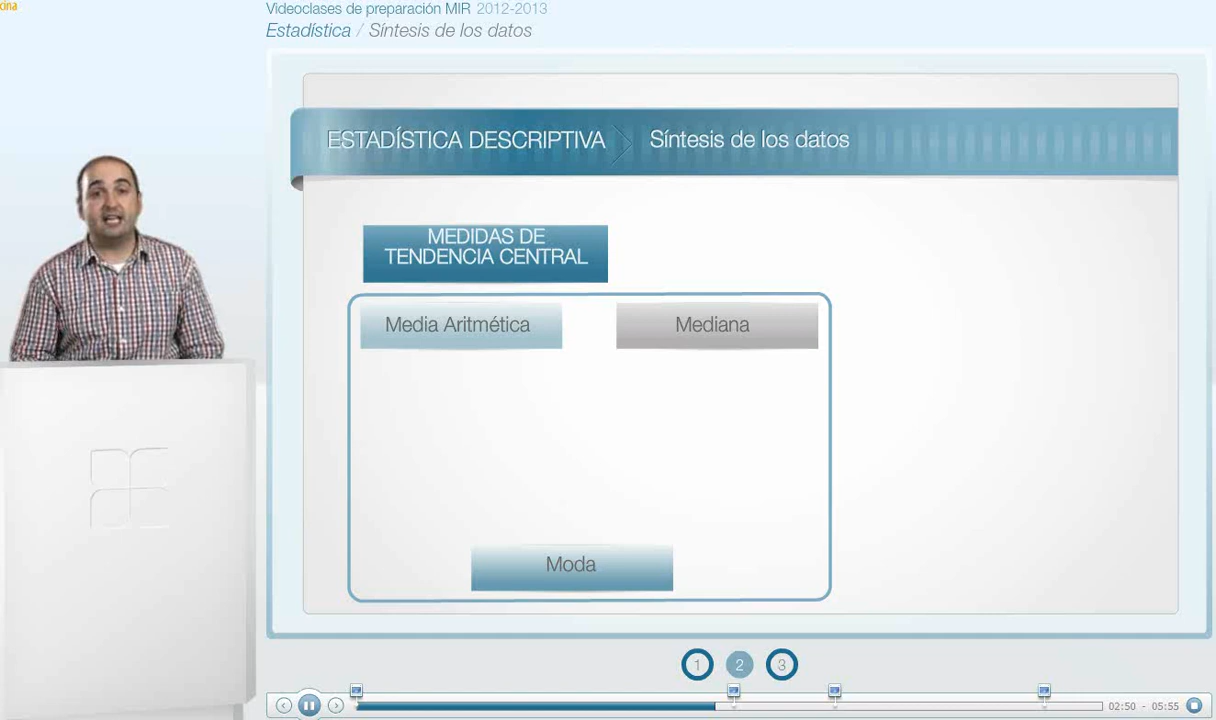 cina
Videoclases de preparación MIR 2012-2013
Estadística / Síntesis de los datos
ESTADÍSTICA DESCRIPTIVA Síntesis de los datos
MEDIDAS DE
TENDENCIA CENTRAL
Media Aritmética Mediana
Moda
1 2 3
02:50 - 05:55